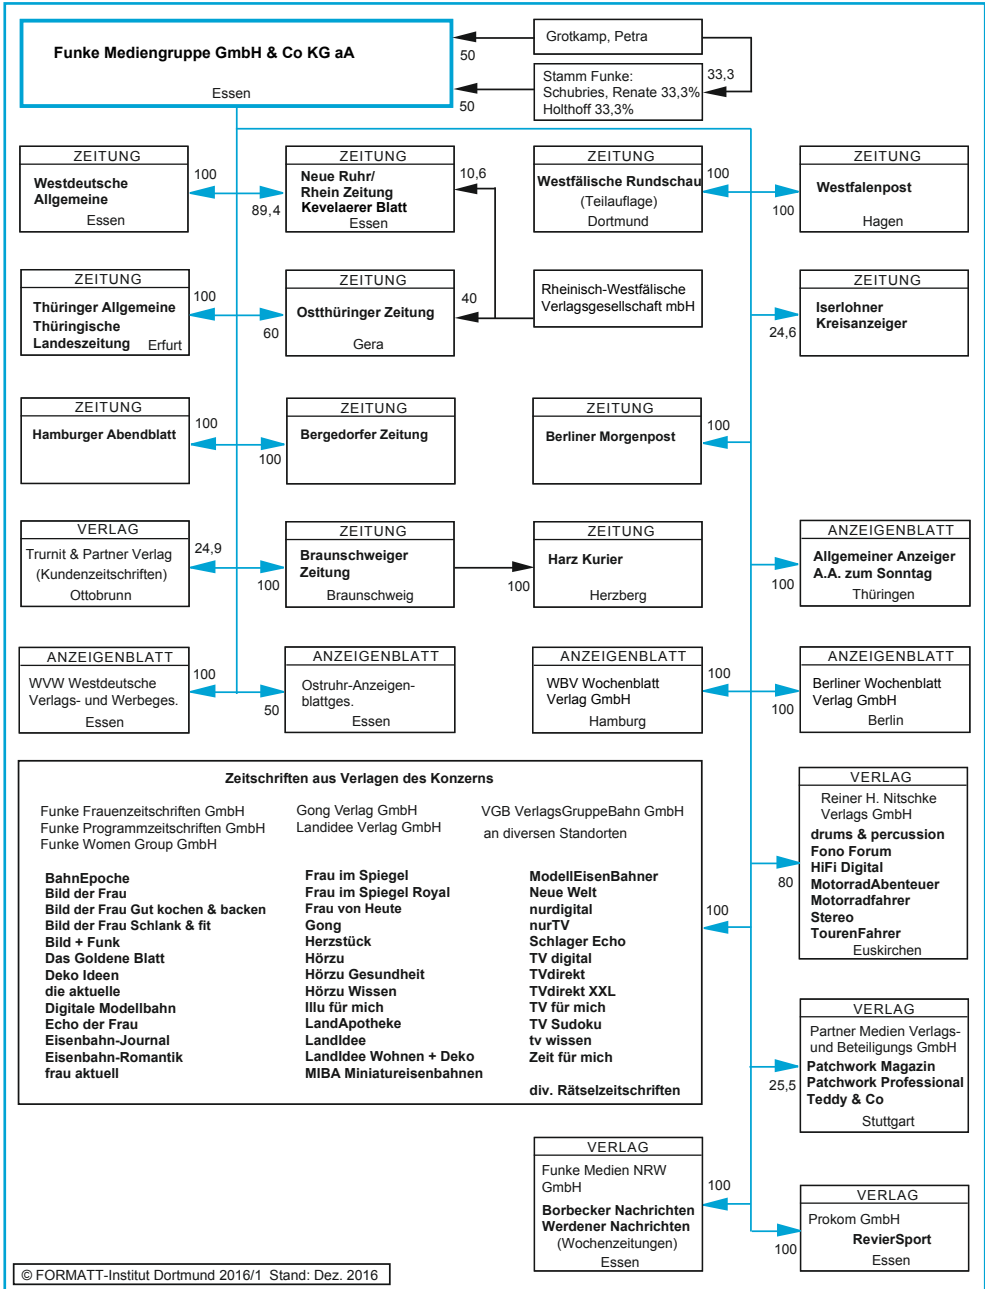 Funke Mediengruppe GmbH & Co KG aA
Essen
50
50
Grotkamp, Petra
Stamm Funke:
Schubries, Renate 33,3%
Holthoff 33,3%
33,3
ZEITUNG
Westdeutsche
Allgemeine
Essen
100
89,4
ZEITUNG
Neue Ruhr/
Rhein Zeitung
Kevelaerer Blatt
Essen
10,6
ZEITUNG
Westfälische Rundschau
(Teilauflage)
Dortmund
100
100
ZEITUNG
Westfalenpost
Hagen
ZEITUNG
Thüringer Allgemeine
Thüringische
Landeszeitung
Erfurt
100
60
ZEITUNG
Ostthüringer Zeitung
Gera
40
Rheinisch-Westfälische
Verlagsgesellschaft mbH
24,6
ZEITUNG
Iserlohner
Kreisanzeiger
ZEITUNG
Hamburger Abendblatt
100
100
ZEITUNG
Bergedorfer Zeitung
ZEITUNG
Berliner Morgenpost
100
VERLAG
Trurnit & Partner Verlag
(Kundenzeitschriften)
Ottobrunn
24,9
100
ZEITUNG
Braunschweiger
Zeitung
Braunschweig
100
ZEITUNG
Harz Kurier
Herzberg
100
ANZEIGENBLATT
Allgemeiner Anzeiger
A.A. zum Sonntag
Thüringen
ANZEIGENBLATT
WVW Westdeutsche
Verlags- und Werbeges.
Essen
100
50
ANZEIGENBLATT
Ostruhr-Anzeigen-
blattges.
Essen
ANZEIGENBLATT
WBV Wochenblatt
Verlag GmbH
Hamburg
100
100
ANZEIGENBLATT
Berliner Wochenblatt
Verlag GmbH
Berlin
Zeitschriften aus Verlagen des Konzerns
Funke Frauenzeitschriften GmbH
Funke Programmzeitschriften GmbH
Funke Women Group GmbH
Gong Verlag GmbH
Landidee Verlag GmbH
VGB VerlagsGruppeBahn GmbH
an diversen Standorten
BahnEpoche
Bild der Frau
Bild der Frau Gut kochen & backen
Bild der Frau Schlank & fit
Bild + Funk
Das Goldene Blatt
Deko Ideen
die aktuelle
Digitale Modellbahn
Echo der Frau
Eisenbahn-Journal
Eisenbahn-Romantik
frau aktuell
Frau im Spiegel
Frau im Spiegel Royal
Frau von Heute
Gong
Herzstück
Hörzu
Hörzu Gesundheit
Hörzu Wissen
Illu für mich
LandApotheke
LandIdee
LandIdee Wohnen + Deko
MIBA Miniatureisenbahnen
ModellEisenBahner
Neue Welt
nurdigital
nurTV
Schlager Echo
TV digital
TVdirekt
TVdirekt XXL
TV für mich
TV Sudoku
tv wissen
Zeit für mich
div. Rätselzeitschriften
100
80
VERLAG
Reiner H. Nitschke
Verlags GmbH
drums & percussion
Fono Forum
HiFi Digital
MotorradAbenteuer
Motorradfahrer
Stereo
TourenFahrer
Euskirchen
25,5
VERLAG
Partner Medien Verlags-
und Beteiligungs GmbH
Patchwork Magazin
Patchwork Professional
Teddy & Co
Stuttgart
VERLAG
Funke Medien NRW
GmbH
Borbecker Nachrichten
Werdener Nachrichten
(Wochenzeitungen)
Essen
100
100
VERLAG
Prokom GmbH
RevierSport
Essen
© FORMATT-Institut Dortmund 2016/1 Stand: Dez. 2016